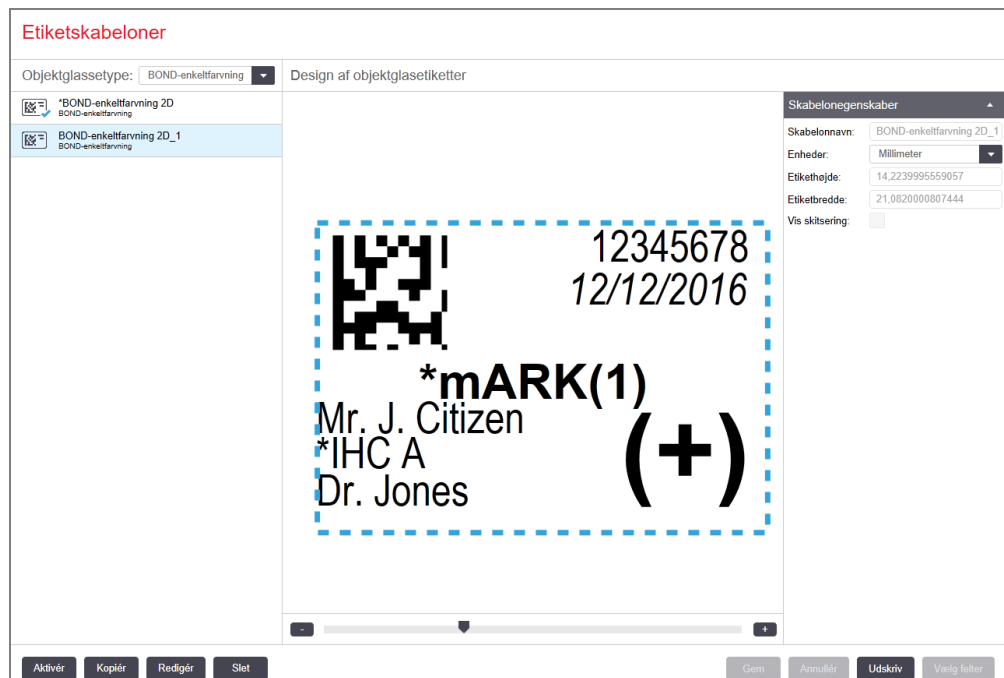 Etiketskabeloner
Objektglassetype: BOND-enkeltfarvning
Design af objektglasetiketter
*BOND-enkeltfarvning 2D
BOND-enkeltfarvning
BOND-enkeltfarvning 2D_1
BOND-enkeltfarvning
12345678
12/12/2016
*mARK(1)
Mr. J. Citizen
*IHC A
Dr. Jones
(+)
Skabelonegenskaber
Skabelonnavn: BOND-enkeltfarvning 2D_1
Enheder: Millimeter
Etikethøjde: 14,2239995559057
Etiketbredde: 21,0820000807444
Vis skitsering:
- +
Aktivér Kopiér Redigér Slet Gem Annullér Udskriv Vælg felter